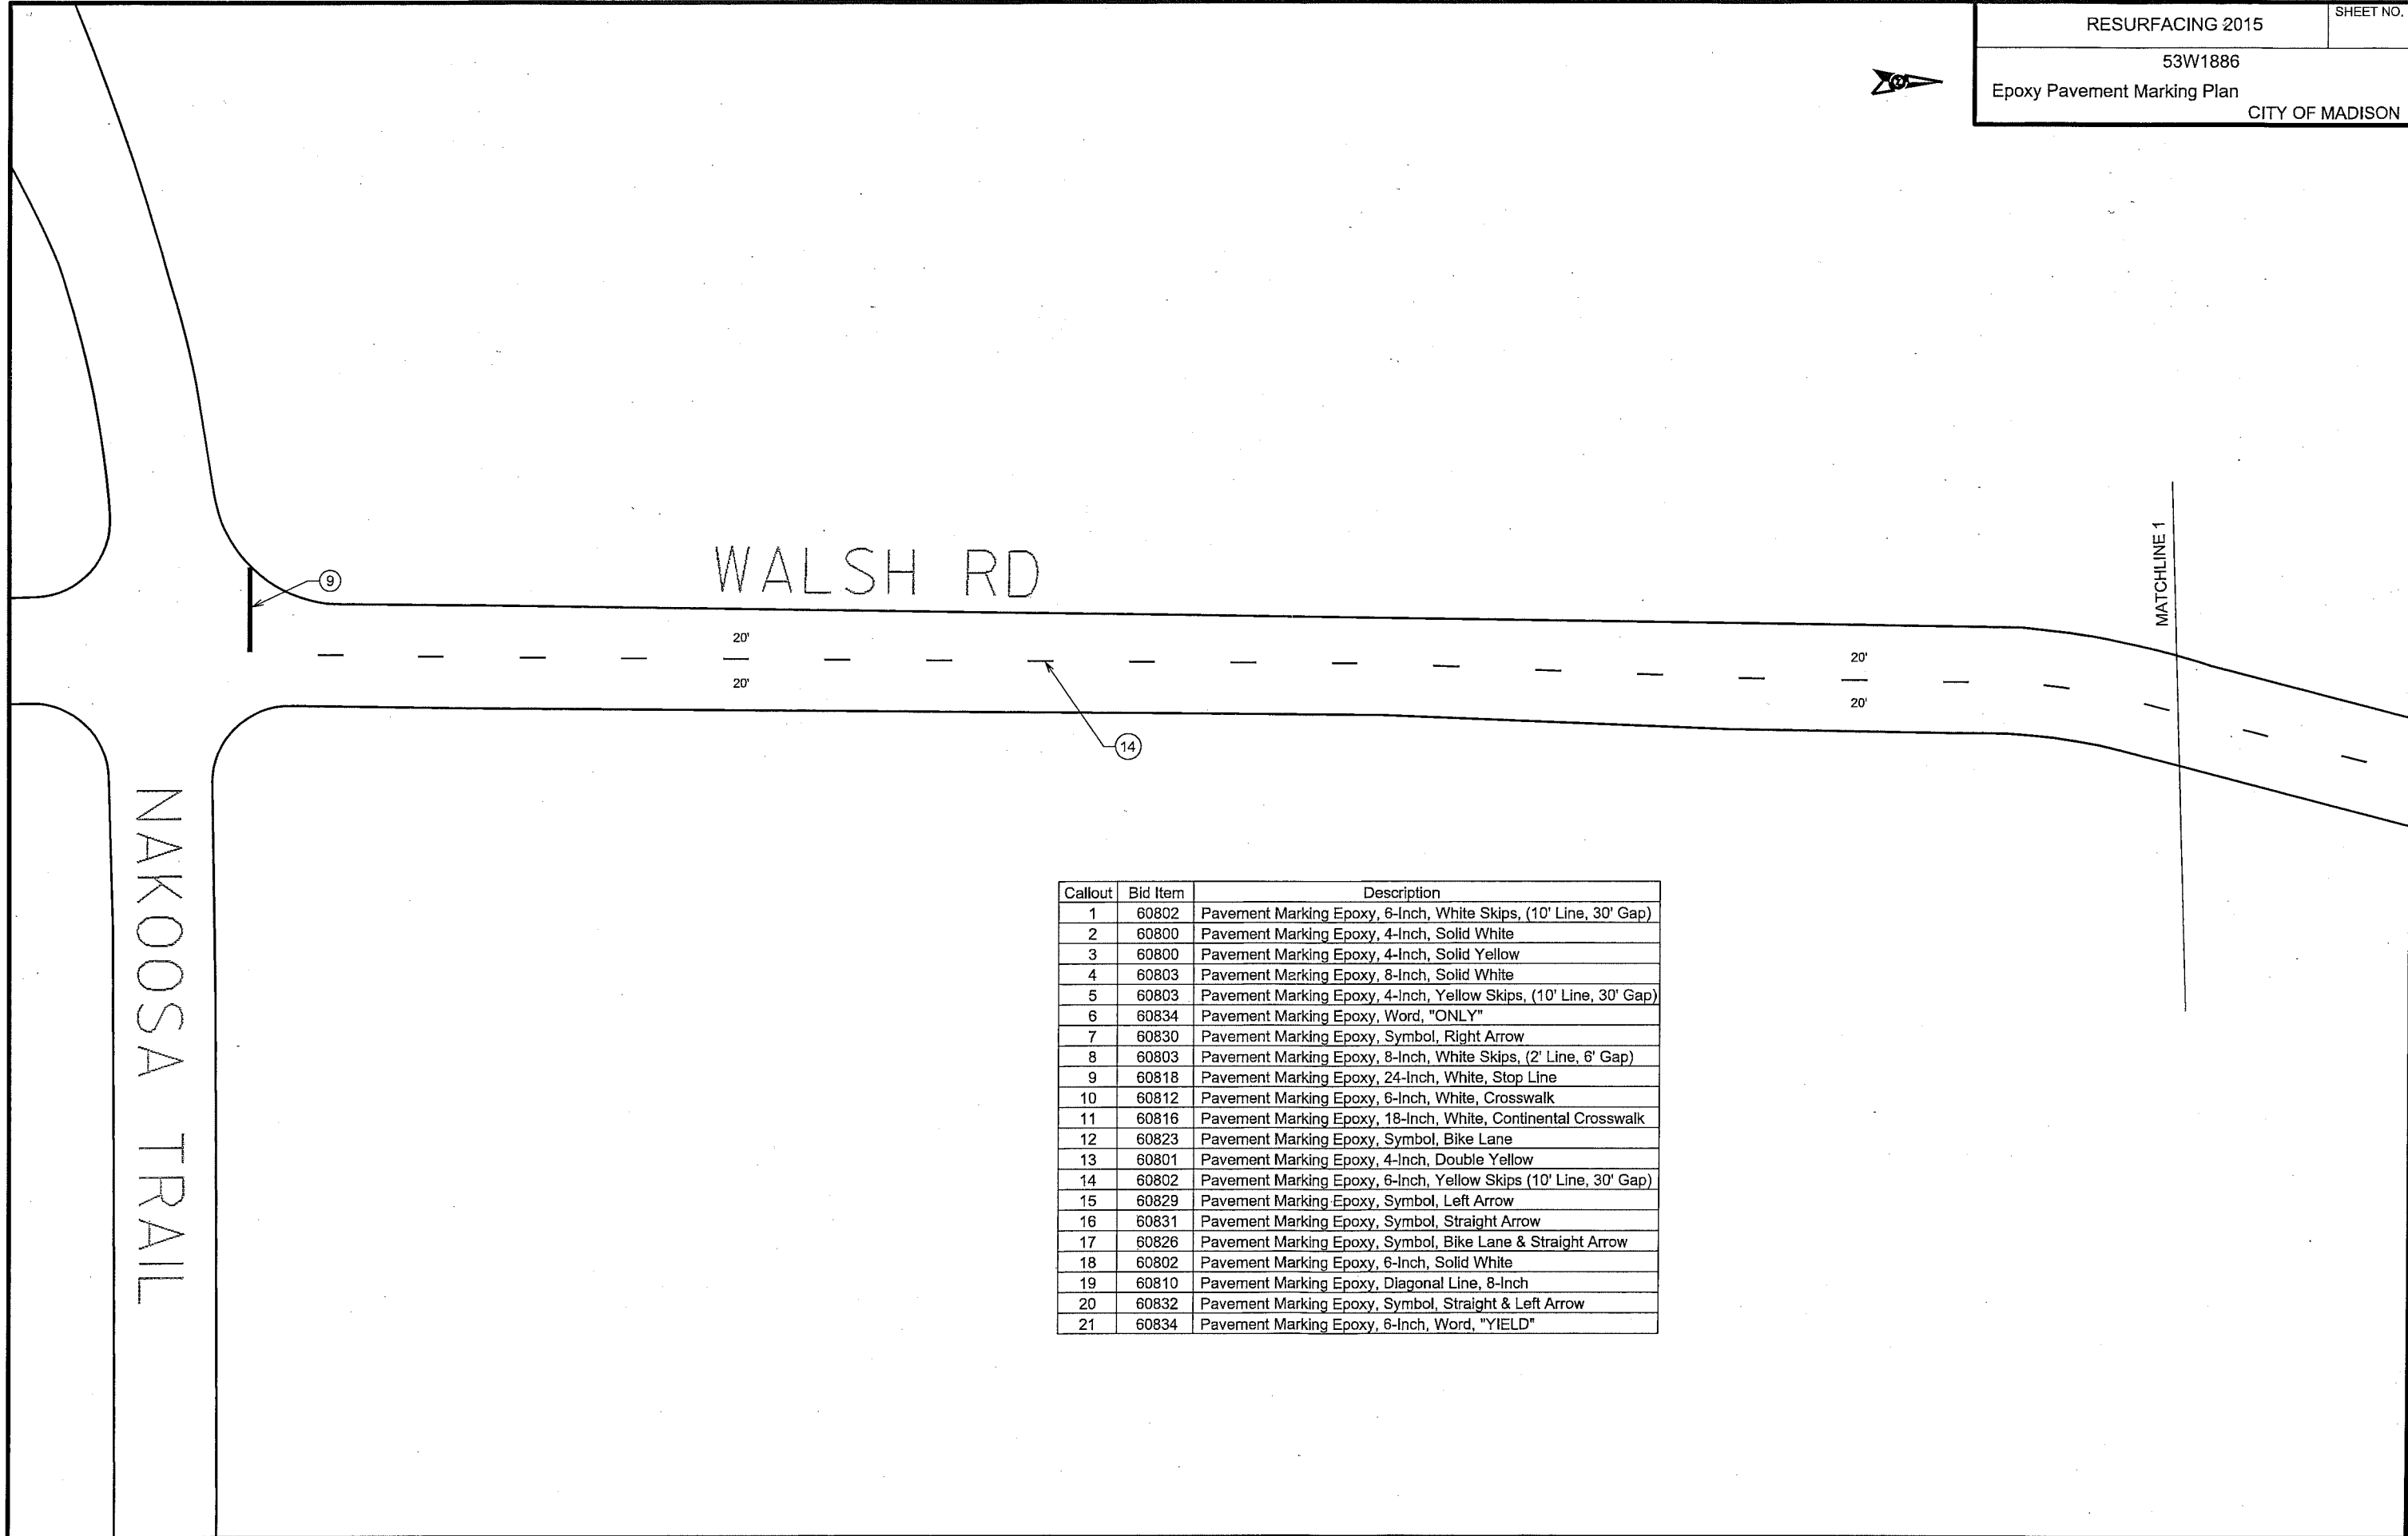 RESURFACING 2015
SHEET NO.
53W1886
Epoxy Pavement Marking Plan
CITY OF MADISON
MATCHLINE 1
WALSH RD
9
20'
20'
20'
20'
14
NAKOOSA TRAIL
Callout Bid Item Description
1 60802 Pavement Marking Epoxy, 6-Inch, White Skips, (10' Line, 30' Gap)
2 60800 Pavement Marking Epoxy, 4-Inch, Solid White
3 60800 Pavement Marking Epoxy, 4-Inch, Solid Yellow
4 60803 Pavement Marking Epoxy, 8-Inch, Solid White
5 60803 Pavement Marking Epoxy, 4-Inch, Yellow Skips, (10' Line, 30' Gap)
6 60834 Pavement Marking Epoxy, Word, "ONLY"
7 60830 Pavement Marking Epoxy, Symbol, Right Arrow
8 60803 Pavement Marking Epoxy, 8-Inch, White Skips, (2' Line, 6' Gap)
9 60818 Pavement Marking Epoxy, 24-Inch, White, Stop Line
10 60812 Pavement Marking Epoxy, 6-Inch, White, Crosswalk
11 60816 Pavement Marking Epoxy, 18-Inch, White, Continental Crosswalk
12 60823 Pavement Marking Epoxy, Symbol, Bike Lane
13 60801 Pavement Marking Epoxy, 4-Inch, Double Yellow
14 60802 Pavement Marking Epoxy, 6-Inch, Yellow Skips (10' Line, 30' Gap)
15 60829 Pavement Marking Epoxy, Symbol, Left Arrow
16 60831 Pavement Marking Epoxy, Symbol, Straight Arrow
17 60826 Pavement Marking Epoxy, Symbol, Bike Lane & Straight Arrow
18 60802 Pavement Marking Epoxy, 6-Inch, Solid White
19 60810 Pavement Marking Epoxy, Diagonal Line, 8-Inch
20 60832 Pavement Marking Epoxy, Symbol, Straight & Left Arrow
21 60834 Pavement Marking Epoxy, 6-Inch, Word, "YIELD"